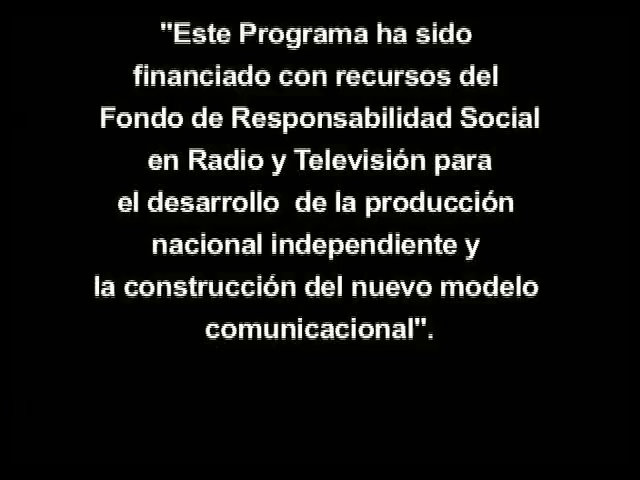 "Este Programa ha sido
financiado con recursos del
Fondo de Responsabilidad Social
en Radio y Televisión para
el desarrollo  de la producción
nacional independiente y
la construcción del nuevo modelo
comunicacional".